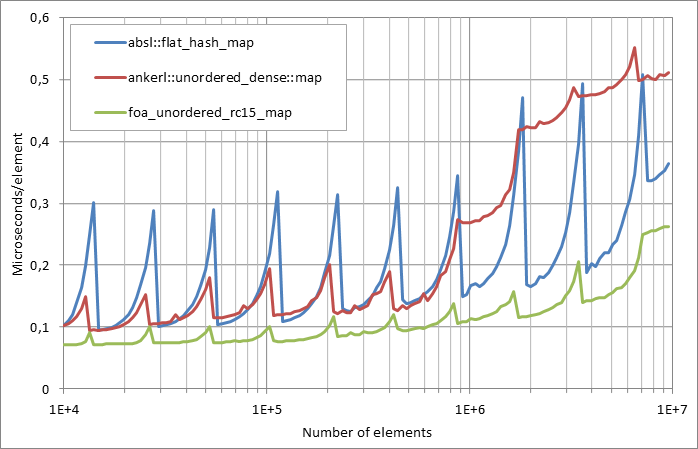 0,6
0,5
0,4
0,3
0,2
0,1
0
Microseconds/element
absl::flat_hash_map
ankerl::unordered_dense::map
foa_unordered_rc15_map
1E+4 1E+5 1E+6 1E+7
Number of elements